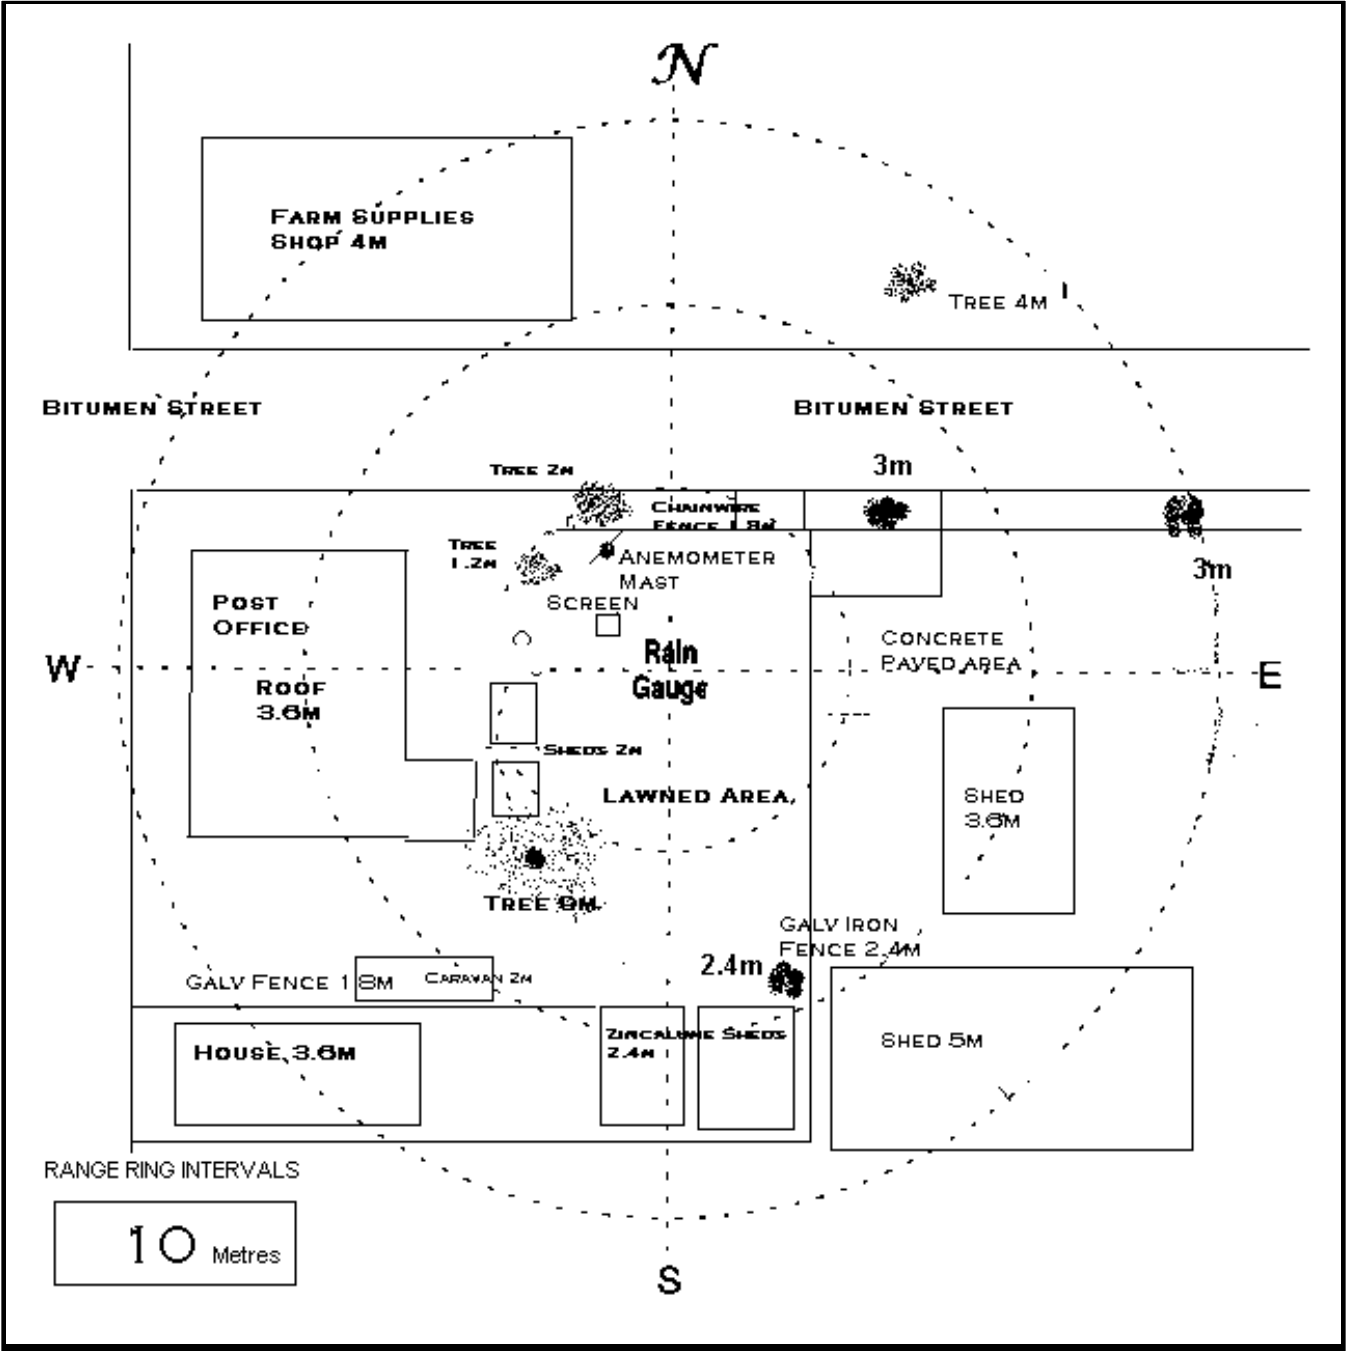 N
FARM SUPPLIES
SHOP 4M
TREE 4M
BITUMEN STREET
BITUMEN STREET
3m
TREE 2M
CHAINWIRE
FENCE 1.8M
TREE
1.2M
ANEMOMETER
MAST
3m
SCREEN
POST
OFFICE
Rain
Gauge
CONCRETE
PAVED AREA
W
E
ROOF
3.6M
SHEDS 2M
LAWNED AREA
SHED
3.6M
TREE M
GALV IRON
FENCE 2.4M
2.4m
GALV FENCE 1 8M
CARAVAN 2M
ZINCALUME SHEDS
2.4M
SHED 5M
HOUSE 3.6M
RANGE RING INTERVALS
10 Metres
S